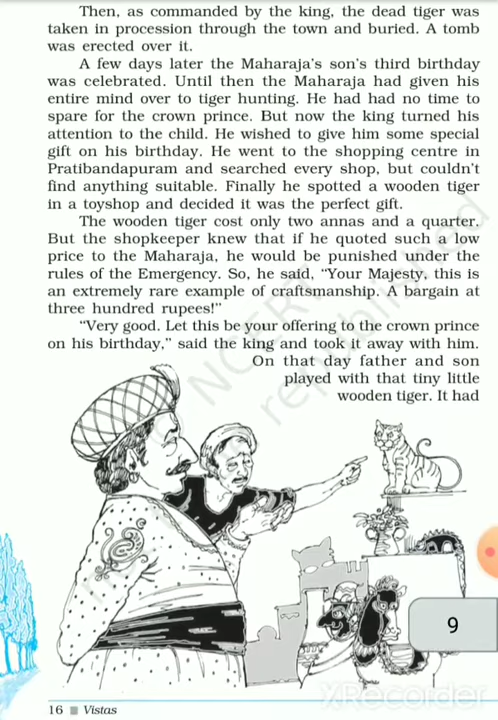 Then, as commanded by the king, the dead tiger was
taken in procession through the town and buried. A tomb
was erected over it.
A few days later the Maharaja's son's third birthday
was celebrated. Until then the Maharaja had given his
entire mind over to tiger hunting. He had had no time to
spare for the crown prince. But now the king turned his
attention to the child. He wished to give him some special
gift on his birthday. He went to the shopping centre in
Pratibandapuram and searched every shop, but couldn't
find anything suitable. Finally he spotted a wooden tiger
in a toyshop and decided it was the perfect gift.
The wooden tiger cost only two annas and a quarter.
But the shopkeeper knew that if he quoted such a low
price to the Maharaja, he would be punished under the
rules of the Emergency. So, he said, “Your Majesty, this is
an extremely rare example of craftsmanship. A bargain at
three hundred rupees!”
“Very good. Let this be your offering to the crown prince
on his birthday,” said the king and took it away with him.
On that day father and son
played with that tiny little
wooden tiger. It had
9
16 Vistas
XRecorder
NCERT
republished